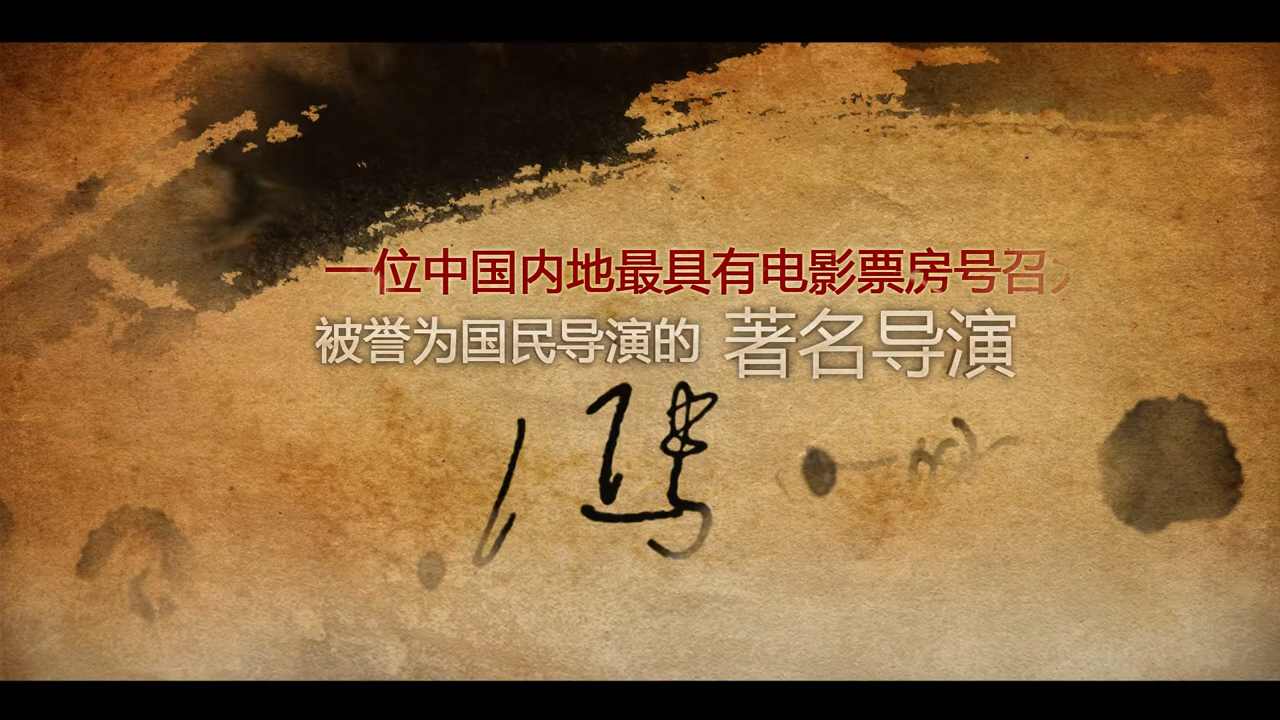 一位中国内地最具有电影票房号召
被誉为国民导演的 著名导演